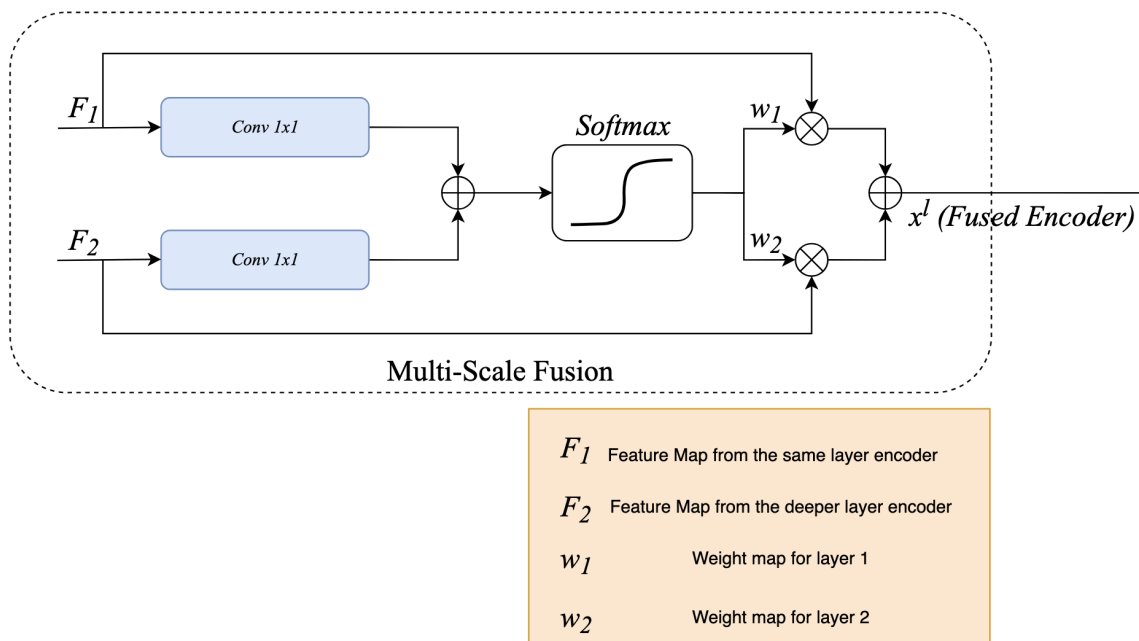 F1
Conv 1x1
F2
Conv 1x1
Softmax
w1
w2
x^l (Fused Encoder)
Multi-Scale Fusion
F1 Feature Map from the same layer encoder
F2 Feature Map from the deeper layer encoder
w1 Weight map for layer 1
w2 Weight map for layer 2